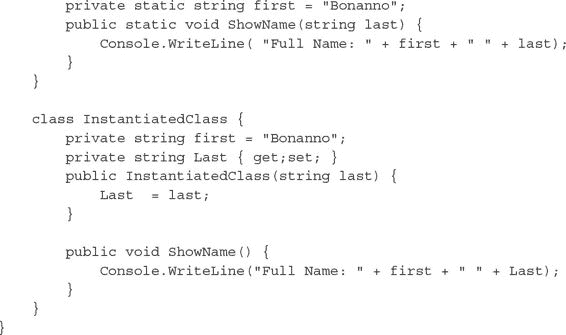 private static string first = "Bonanno";
public static void ShowName(string last) {
Console.WriteLine( "Full Name: " + first + " " + last);
}
}
class InstantiatedClass {
private string first = "Bonanno";
private string Last { get;set; }
public InstantiatedClass(string last) {
Last  = last;
}
public void ShowName() {
Console.WriteLine("Full Name: " + first + " " + Last);
}
}
}